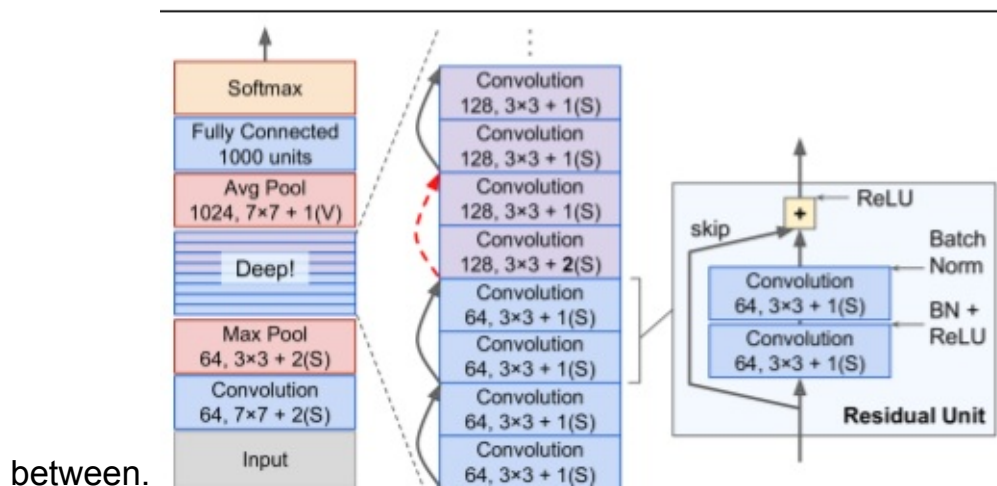 Softmax
Fully Connected
1000 units
Avg Pool
1024, 7×7 + 1(V)
Deep!
Max Pool
64, 3×3 + 2(S)
Convolution
64, 7×7 + 2(S)
Input
Convolution
128, 3×3 + 1(S)
Convolution
128, 3×3 + 1(S)
Convolution
128, 3×3 + 1(S)
Convolution
128, 3×3 + 2(S)
Convolution
64, 3×3 + 1(S)
Convolution
64, 3×3 + 1(S)
Convolution
64, 3×3 + 1(S)
Convolution
64, 3×3 + 1(S)
ReLU
+
skip
Batch
Norm
Convolution
64, 3×3 + 1(S)
BN +
ReLU
Convolution
64, 3×3 + 1(S)
Residual Unit
between.